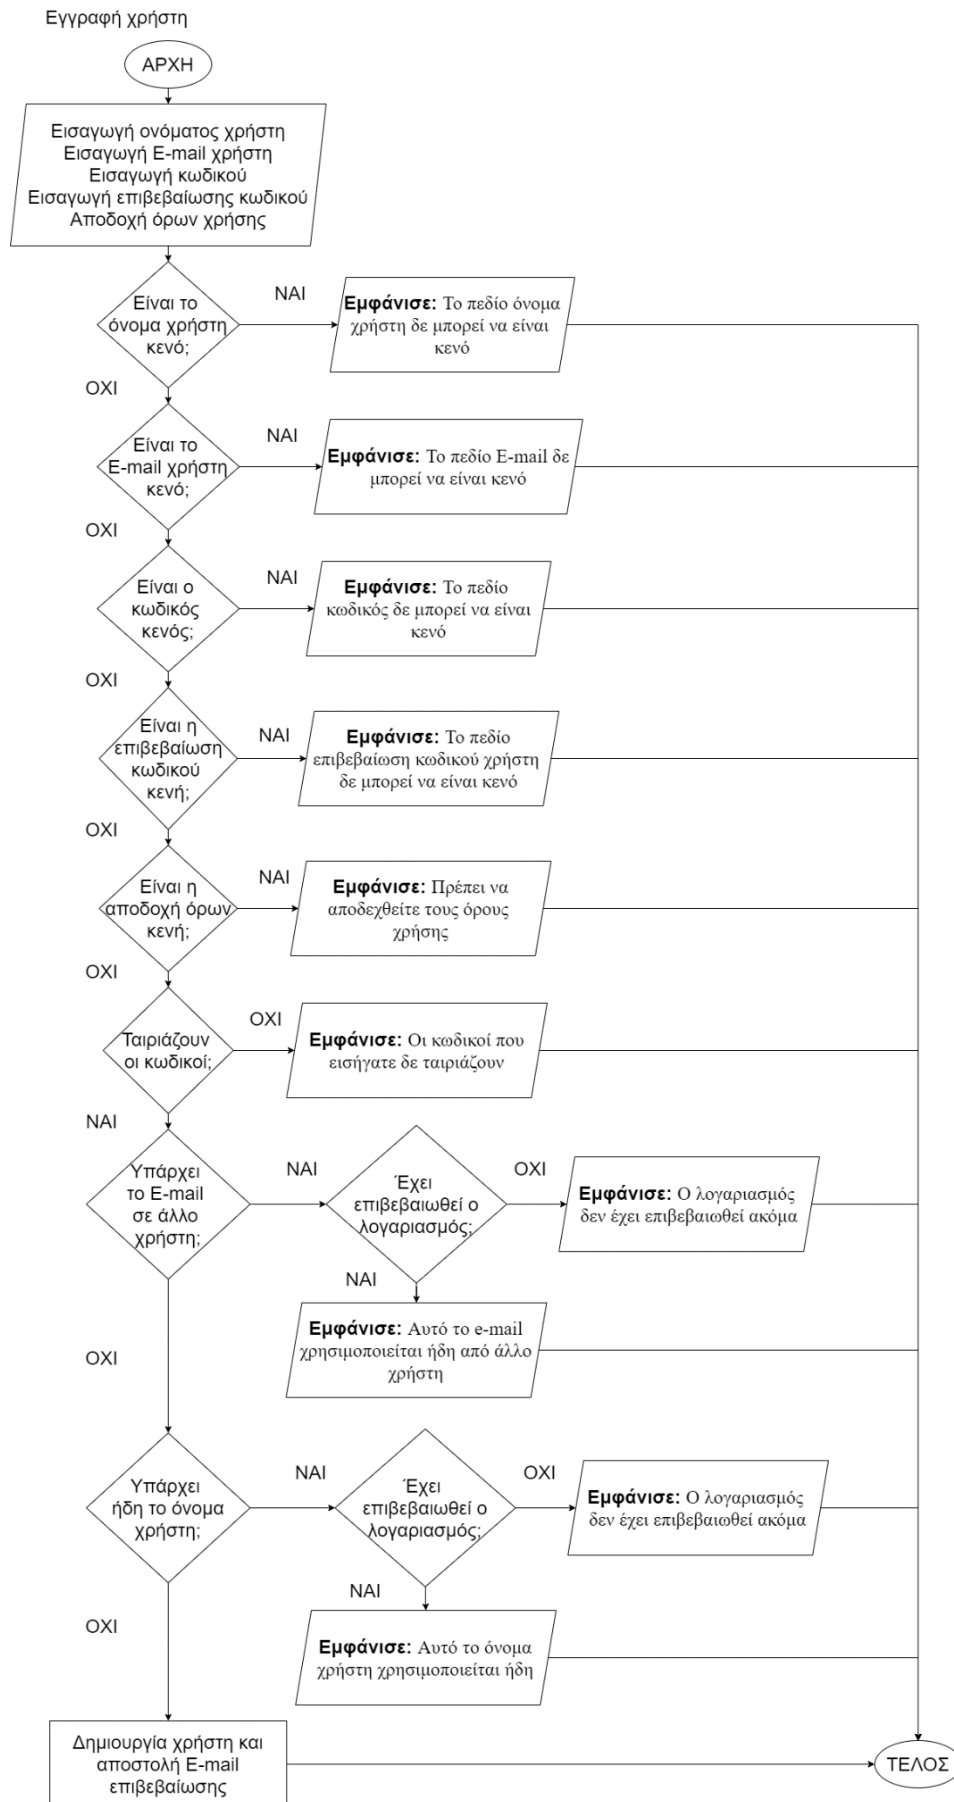 Εγγραφή χρήστη
ΑΡΧΗ
Εισαγωγή ονόματος χρήστη
Εισαγωγή E-mail χρήστη
Εισαγωγή κωδικού
Εισαγωγή επιβεβαίωσης κωδικού
Αποδοχή όρων χρήσης
Είναι το
όνομα χρήστη
κενό;
ΝΑΙ
Εμφάνισε: Το πεδίο όνομα
χρήστη δε μπορεί να είναι
κενό
ΟΧΙ
Είναι το
E-mail χρήστη
κενό;
ΝΑΙ
Εμφάνισε: Το πεδίο E-mail δε
μπορεί να είναι κενό
ΟΧΙ
Είναι ο
κωδικός
κενός;
ΝΑΙ
Εμφάνισε: Το πεδίο
κωδικός δε μπορεί να είναι
κενό
ΟΧΙ
Είναι η
επιβεβαίωση
κωδικού
κενή;
ΝΑΙ
Εμφάνισε: Το πεδίο
επιβεβαίωση κωδικού χρήστη
δε μπορεί να είναι κενό
ΟΧΙ
Είναι η
αποδοχή όρων
κενή;
ΝΑΙ
Εμφάνισε: Πρέπει να
αποδεχθείτε τους όρους
χρήσης
ΟΧΙ
Ταιριάζουν
οι κωδικοί;
ΟΧΙ
Εμφάνισε: Οι κωδικοί που
εισήγατε δε ταιριάζουν
ΝΑΙ
Υπάρχει
το E-mail
σε άλλο
χρήστη;
ΝΑΙ
Έχει
επιβεβαιωθεί ο
λογαριασμός;
ΟΧΙ
Εμφάνισε: Ο λογαριασμός
δεν έχει επιβεβαιωθεί ακόμα
ΝΑΙ
Εμφάνισε: Αυτό το e-mail
χρησιμοποιείται ήδη από άλλο
χρήστη
ΟΧΙ
Υπάρχει
ήδη το όνομα
χρήστη;
ΝΑΙ
Έχει
επιβεβαιωθεί ο
λογαριασμός;
ΟΧΙ
Εμφάνισε: Ο λογαριασμός
δεν έχει επιβεβαιωθεί ακόμα
ΝΑΙ
Εμφάνισε: Αυτό το όνομα
χρήστη χρησιμοποιείται ήδη
ΟΧΙ
Δημιουργία χρήστη και
αποστολή E-mail
επιβεβαίωσης
ΤΕΛΟΣ